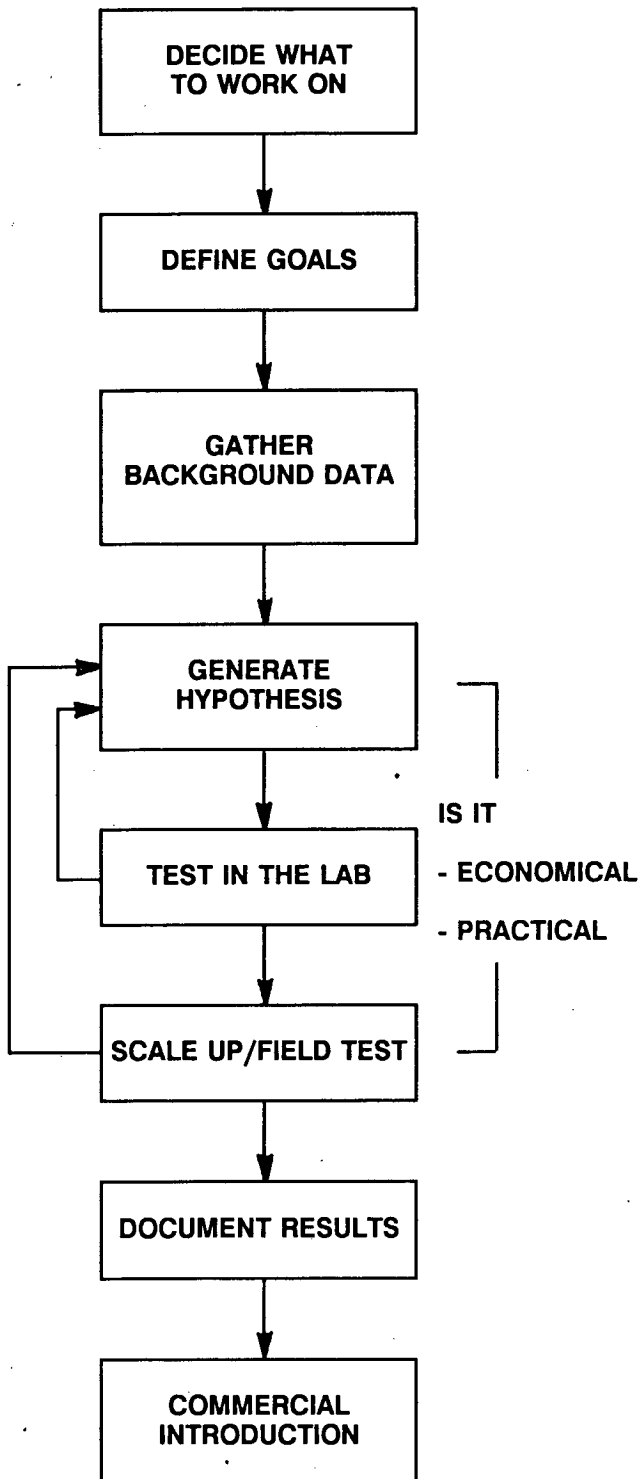 DECIDE WHAT
TO WORK ON
DEFINE GOALS
GATHER
BACKGROUND DATA
GENERATE
HYPOTHESIS
IS IT
TEST IN THE LAB
- ECONOMICAL
- PRACTICAL
SCALE UP/FIELD TEST
DOCUMENT RESULTS
COMMERCIAL
INTRODUCTION